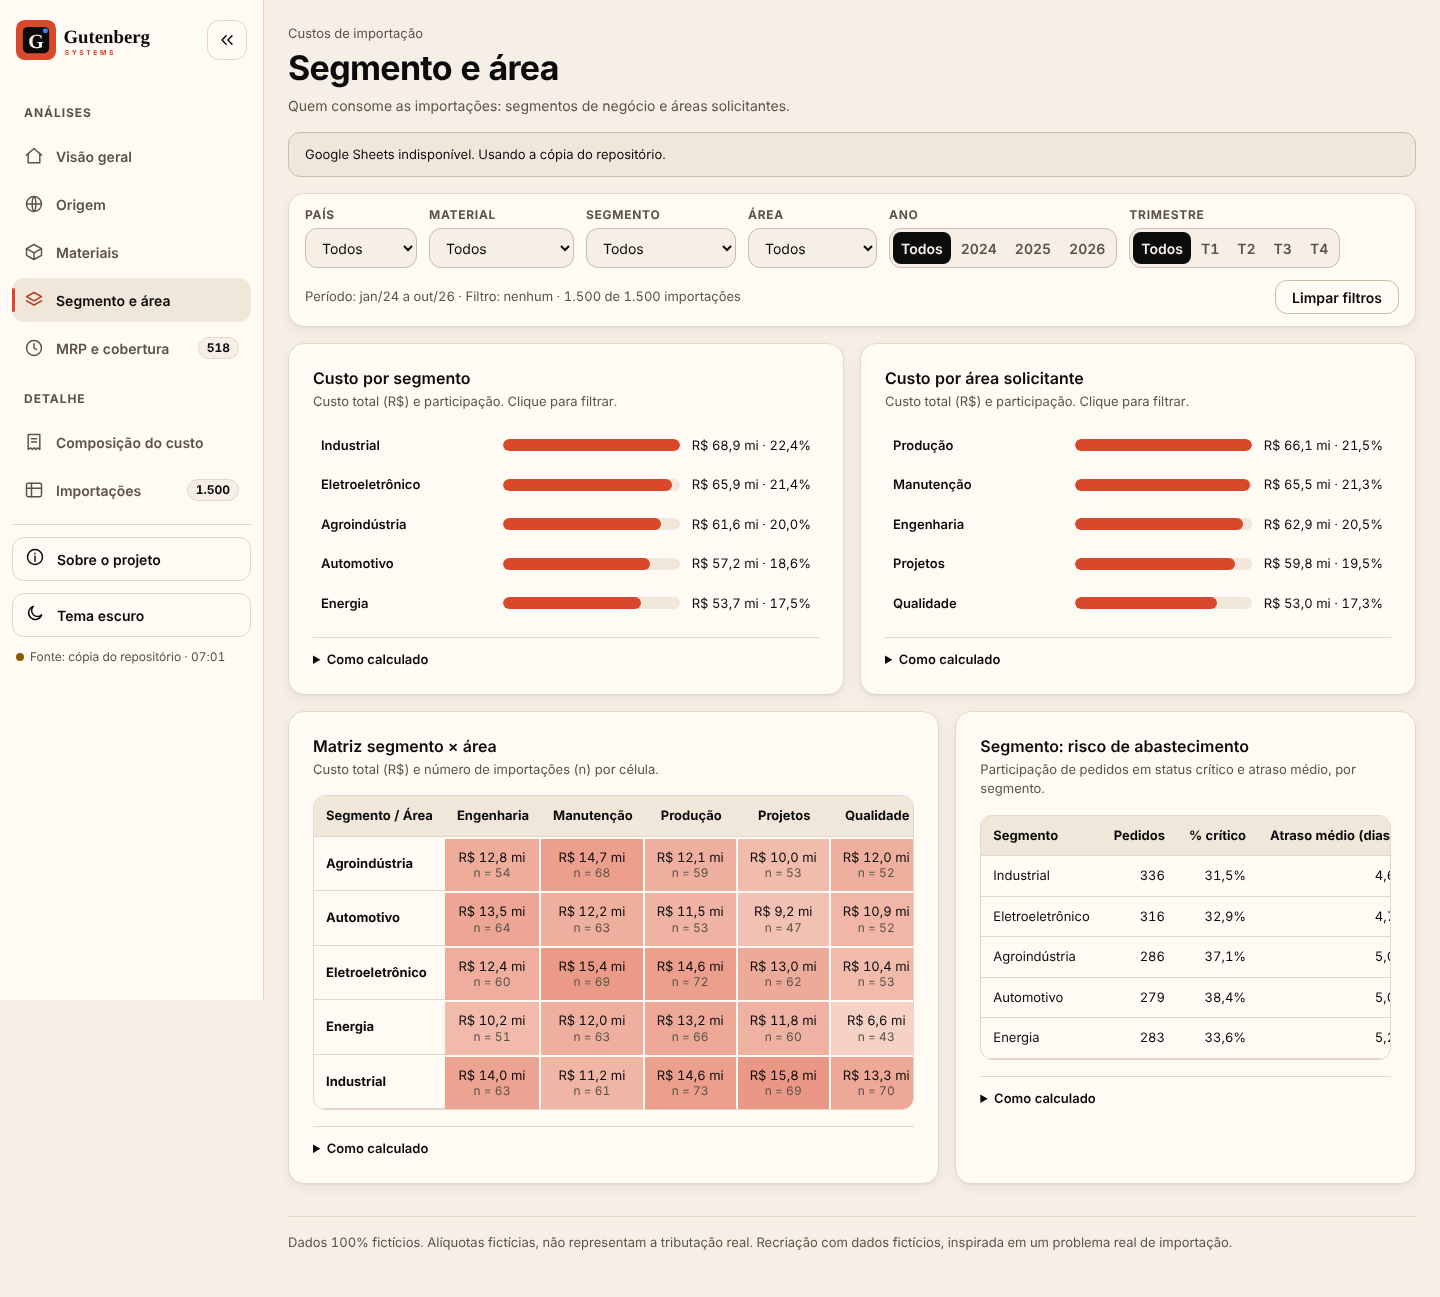 G Gutenberg
SYSTEMS
ANÁLISES
Visão geral
Origem
Materiais
Segmento e área
MRP e cobertura 518
DETALHE
Composição do custo
Importações 1.500
Sobre o projeto
Tema escuro
Fonte: cópia do repositório · 07:01
Custos de importação
Segmento e área
Quem consome as importações: segmentos de negócio e áreas solicitantes.
Google Sheets indisponível. Usando a cópia do repositório.
PAÍS MATERIAL SEGMENTO ÁREA ANO TRIMESTRE
Todos Todos Todos Todos Todos 2024 2025 2026 Todos T1 T2 T3 T4
Período: jan/24 a out/26 · Filtro: nenhum · 1.500 de 1.500 importações Limpar filtros
Custo por segmento
Custo total (R$) e participação. Clique para filtrar.
Industrial R$ 68,9 mi · 22,4%
Eletroeletrônico R$ 65,9 mi · 21,4%
Agroindústria R$ 61,6 mi · 20,0%
Automotivo R$ 57,2 mi · 18,6%
Energia R$ 53,7 mi · 17,5%
Como calculado
Custo por área solicitante
Custo total (R$) e participação. Clique para filtrar.
Produção R$ 66,1 mi · 21,5%
Manutenção R$ 65,5 mi · 21,3%
Engenharia R$ 62,9 mi · 20,5%
Projetos R$ 59,8 mi · 19,5%
Qualidade R$ 53,0 mi · 17,3%
Como calculado
Matriz segmento × área
Custo total (R$) e número de importações (n) por célula.
Segmento / Área Engenharia Manutenção Produção Projetos Qualidade
Agroindústria R$ 12,8 mi R$ 14,7 mi R$ 12,1 mi R$ 10,0 mi R$ 12,0 mi
n = 54 n = 68 n = 59 n = 53 n = 52
Automotivo R$ 13,5 mi R$ 12,2 mi R$ 11,5 mi R$ 9,2 mi R$ 10,9 mi
n = 64 n = 63 n = 53 n = 47 n = 52
Eletroeletrônico R$ 12,4 mi R$ 15,4 mi R$ 14,6 mi R$ 13,0 mi R$ 10,4 mi
n = 60 n = 69 n = 72 n = 62 n = 53
Energia R$ 10,2 mi R$ 12,0 mi R$ 13,2 mi R$ 11,8 mi R$ 6,6 mi
n = 51 n = 63 n = 66 n = 60 n = 43
Industrial R$ 14,0 mi R$ 11,2 mi R$ 14,6 mi R$ 15,8 mi R$ 13,3 mi
n = 63 n = 61 n = 73 n = 69 n = 70
Como calculado
Segmento: risco de abastecimento
Participação de pedidos em status crítico e atraso médio, por
segmento.
Segmento Pedidos % crítico Atraso médio (dias
Industrial 336 31,5%
Eletroeletrônico 316 32,9%
Agroindústria 286 37,1%
Automotivo 279 38,4%
Energia 283 33,6%
Como calculado
Dados 100% fictícios. Alíquotas fictícias, não representam a tributação real. Recriação com dados fictícios, inspirada em um problema real de importação.